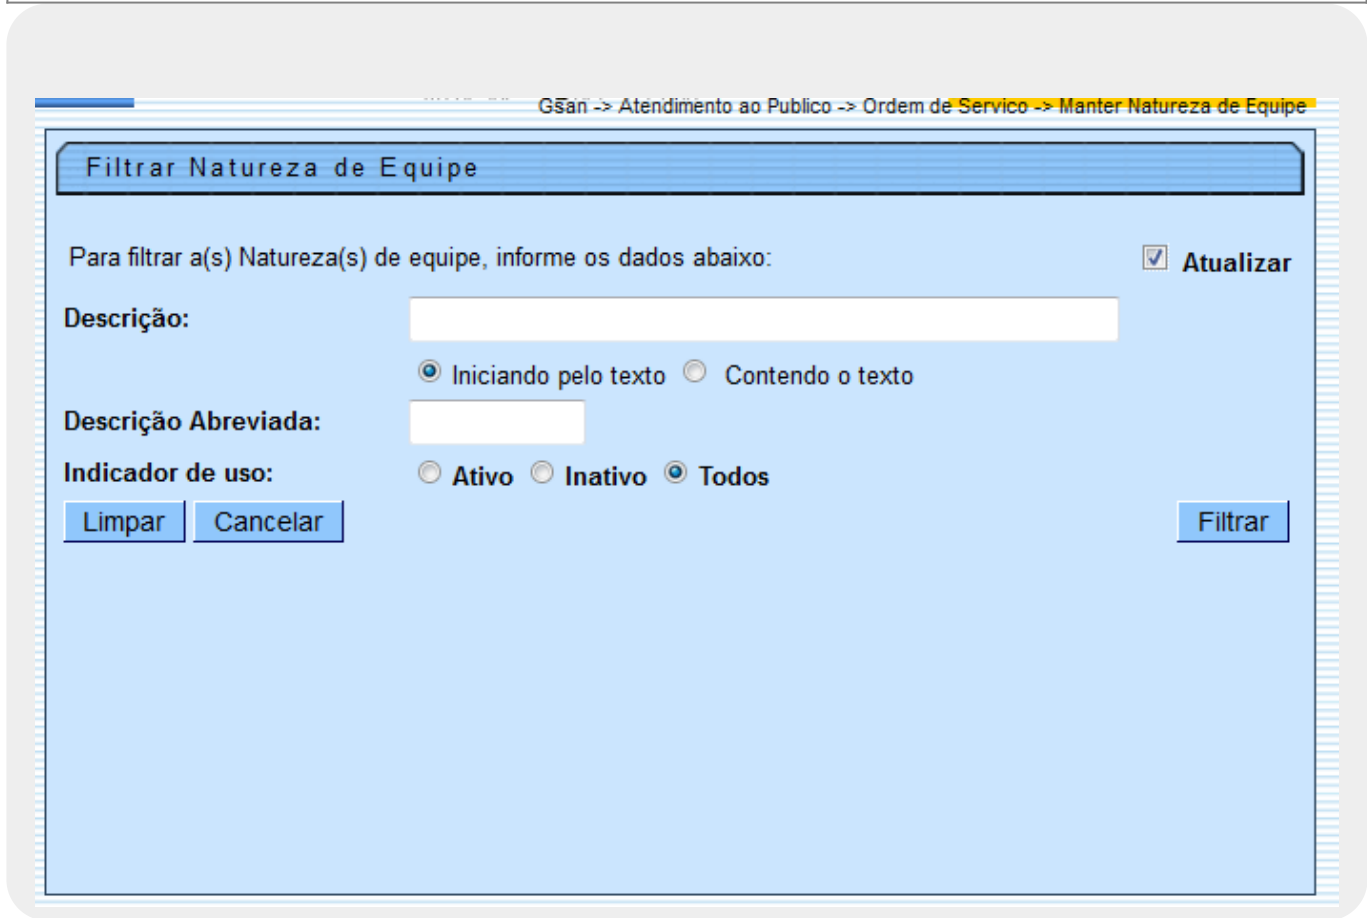 Gsan -> Atendimento ao Publico -> Ordem de Servico -> Manter Natureza de Equipe
Filtrar Natureza de Equipe
Para filtrar a(s) Natureza(s) de equipe, informe os dados abaixo: Atualizar
Descrição:
Iniciando pelo texto Contendo o texto
Descrição Abreviada:
Indicador de uso: Ativo Inativo Todos
Limpar Cancelar Filtrar